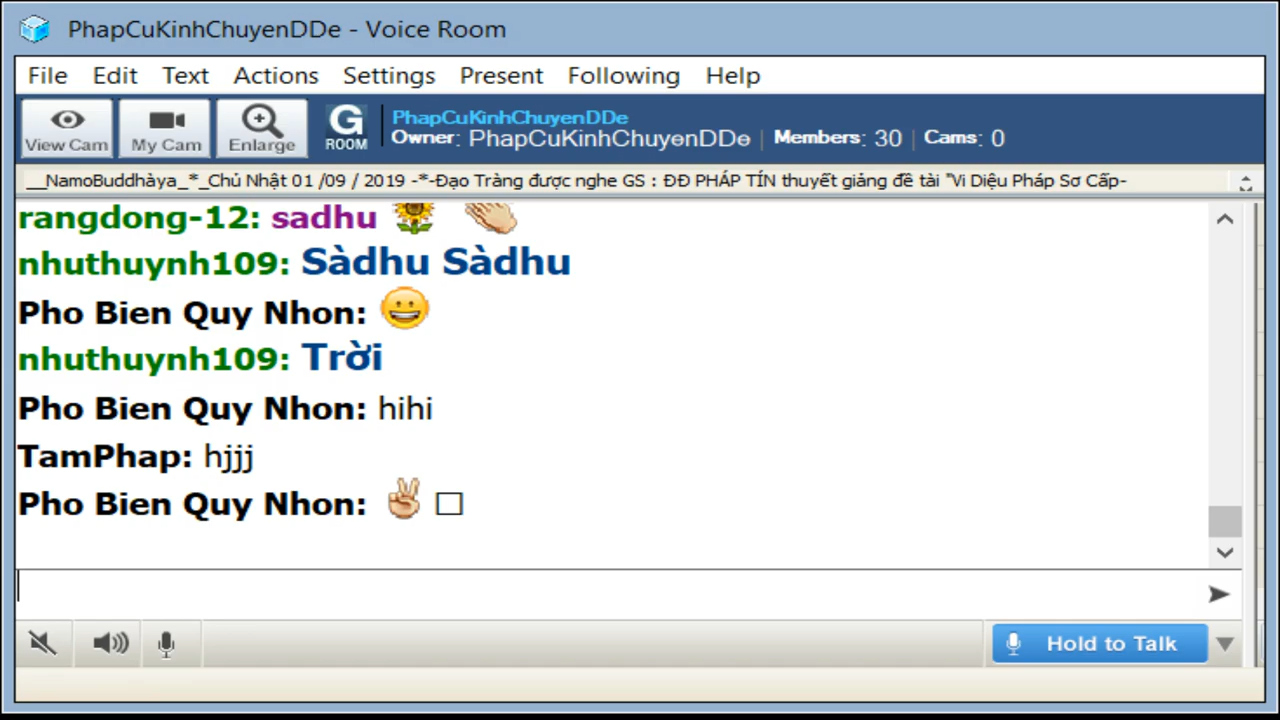 PhapCuKinhChuyenDDe - Voice Room
File Edit Text Actions Settings Present Following Help
View Cam My Cam Enlarge G ROOM
PhapCuKinhChuyenDDe
Owner: PhapCuKinhChuyenDDe | Members: 30 | Cams: 0
__NamoBuddhàya_*_Chủ Nhật 01 /09 / 2019 -*-Đạo Tràng được nghe GS : ĐĐ PHÁP TÍN thuyết giảng đề tài "Vi Diệu Pháp Sơ Cấp-
rangdong-12: sadhu 🌻 👏
nhuthuynh109: Sàdhu Sàdhu
Pho Bien Quy Nhon: 😀
nhuthuynh109: Trời
Pho Bien Quy Nhon: hihi
TamPhap: hjjj
Pho Bien Quy Nhon: ✌🏼 □
Hold to Talk